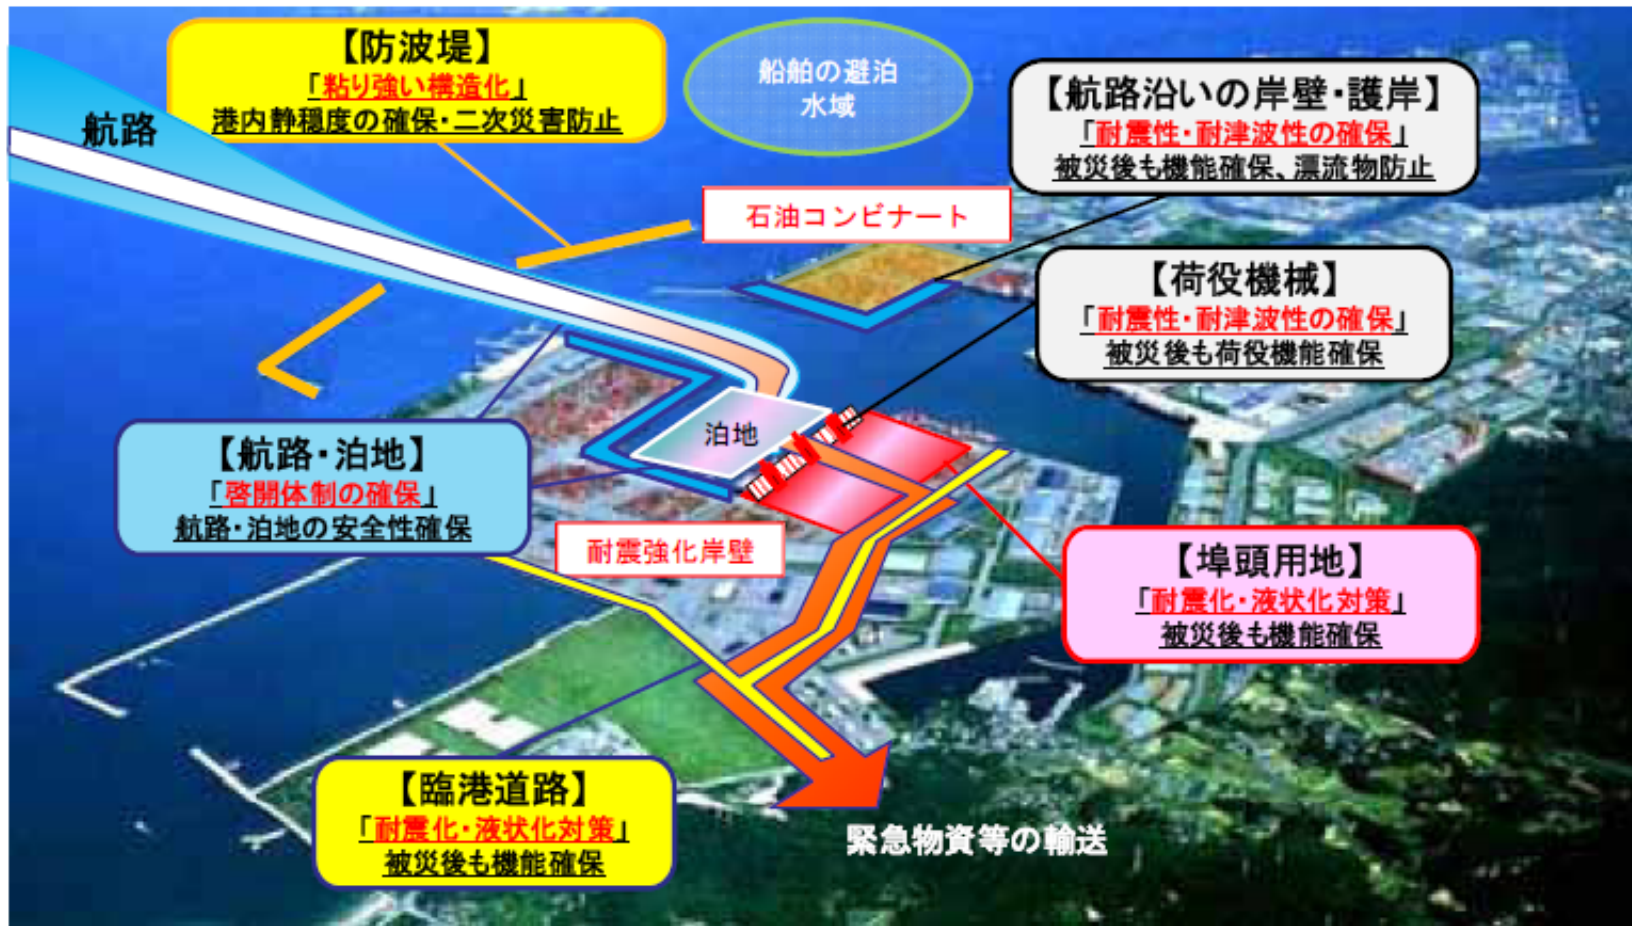 【防波堤】
「粘り強い構造化」
港内静穏度の確保・二次災害防止
船舶の避泊
水域
【航路沿いの岸壁・護岸】
「耐震性・耐津波性の確保」
被災後も機能確保、漂流物防止
航路
石油コンビナート
【荷役機械】
「耐震性・耐津波性の確保」
被災後も荷役機能確保
泊地
【航路・泊地】
「啓開体制の確保」
航路・泊地の安全性確保
耐震強化岸壁
【埠頭用地】
「耐震化・液状化対策」
被災後も機能確保
【臨港道路】
「耐震化・液状化対策」
被災後も機能確保
緊急物資等の輸送